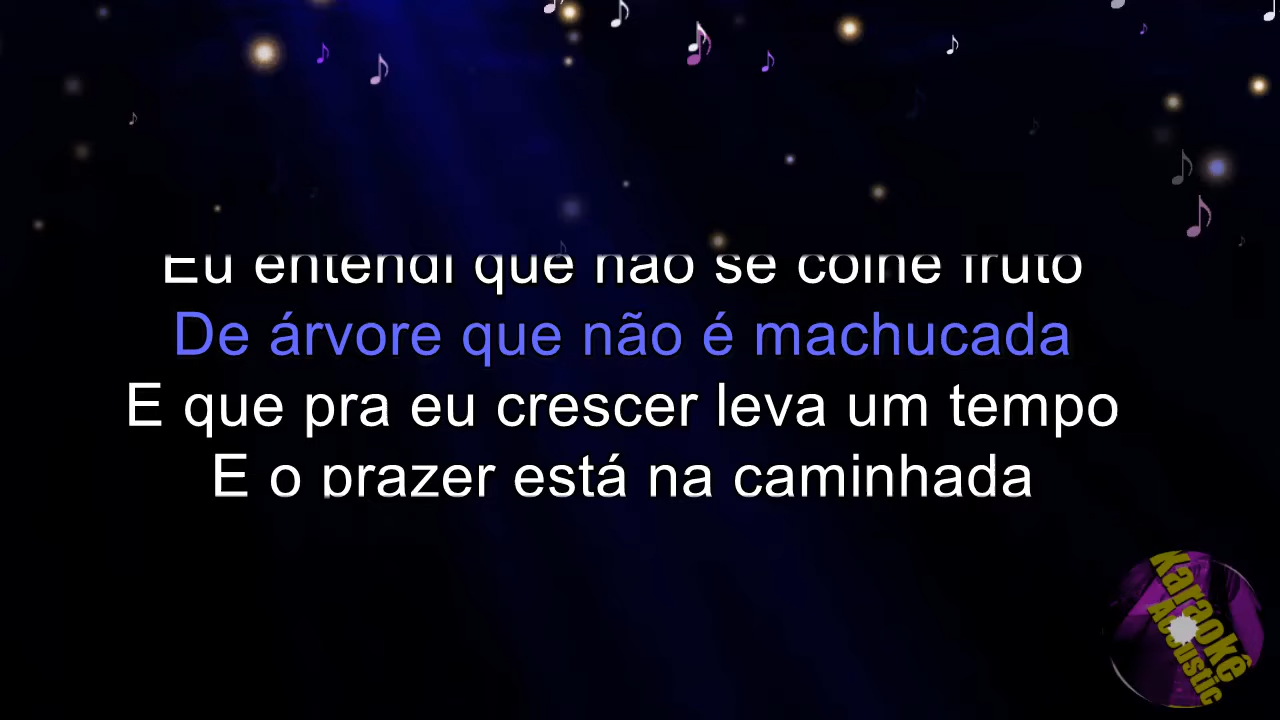 Eu entendi que não se colhe fruto
De árvore que não é machucada
E que pra eu crescer leva um tempo
E o prazer está na caminhada
Karaokê
Acoustic